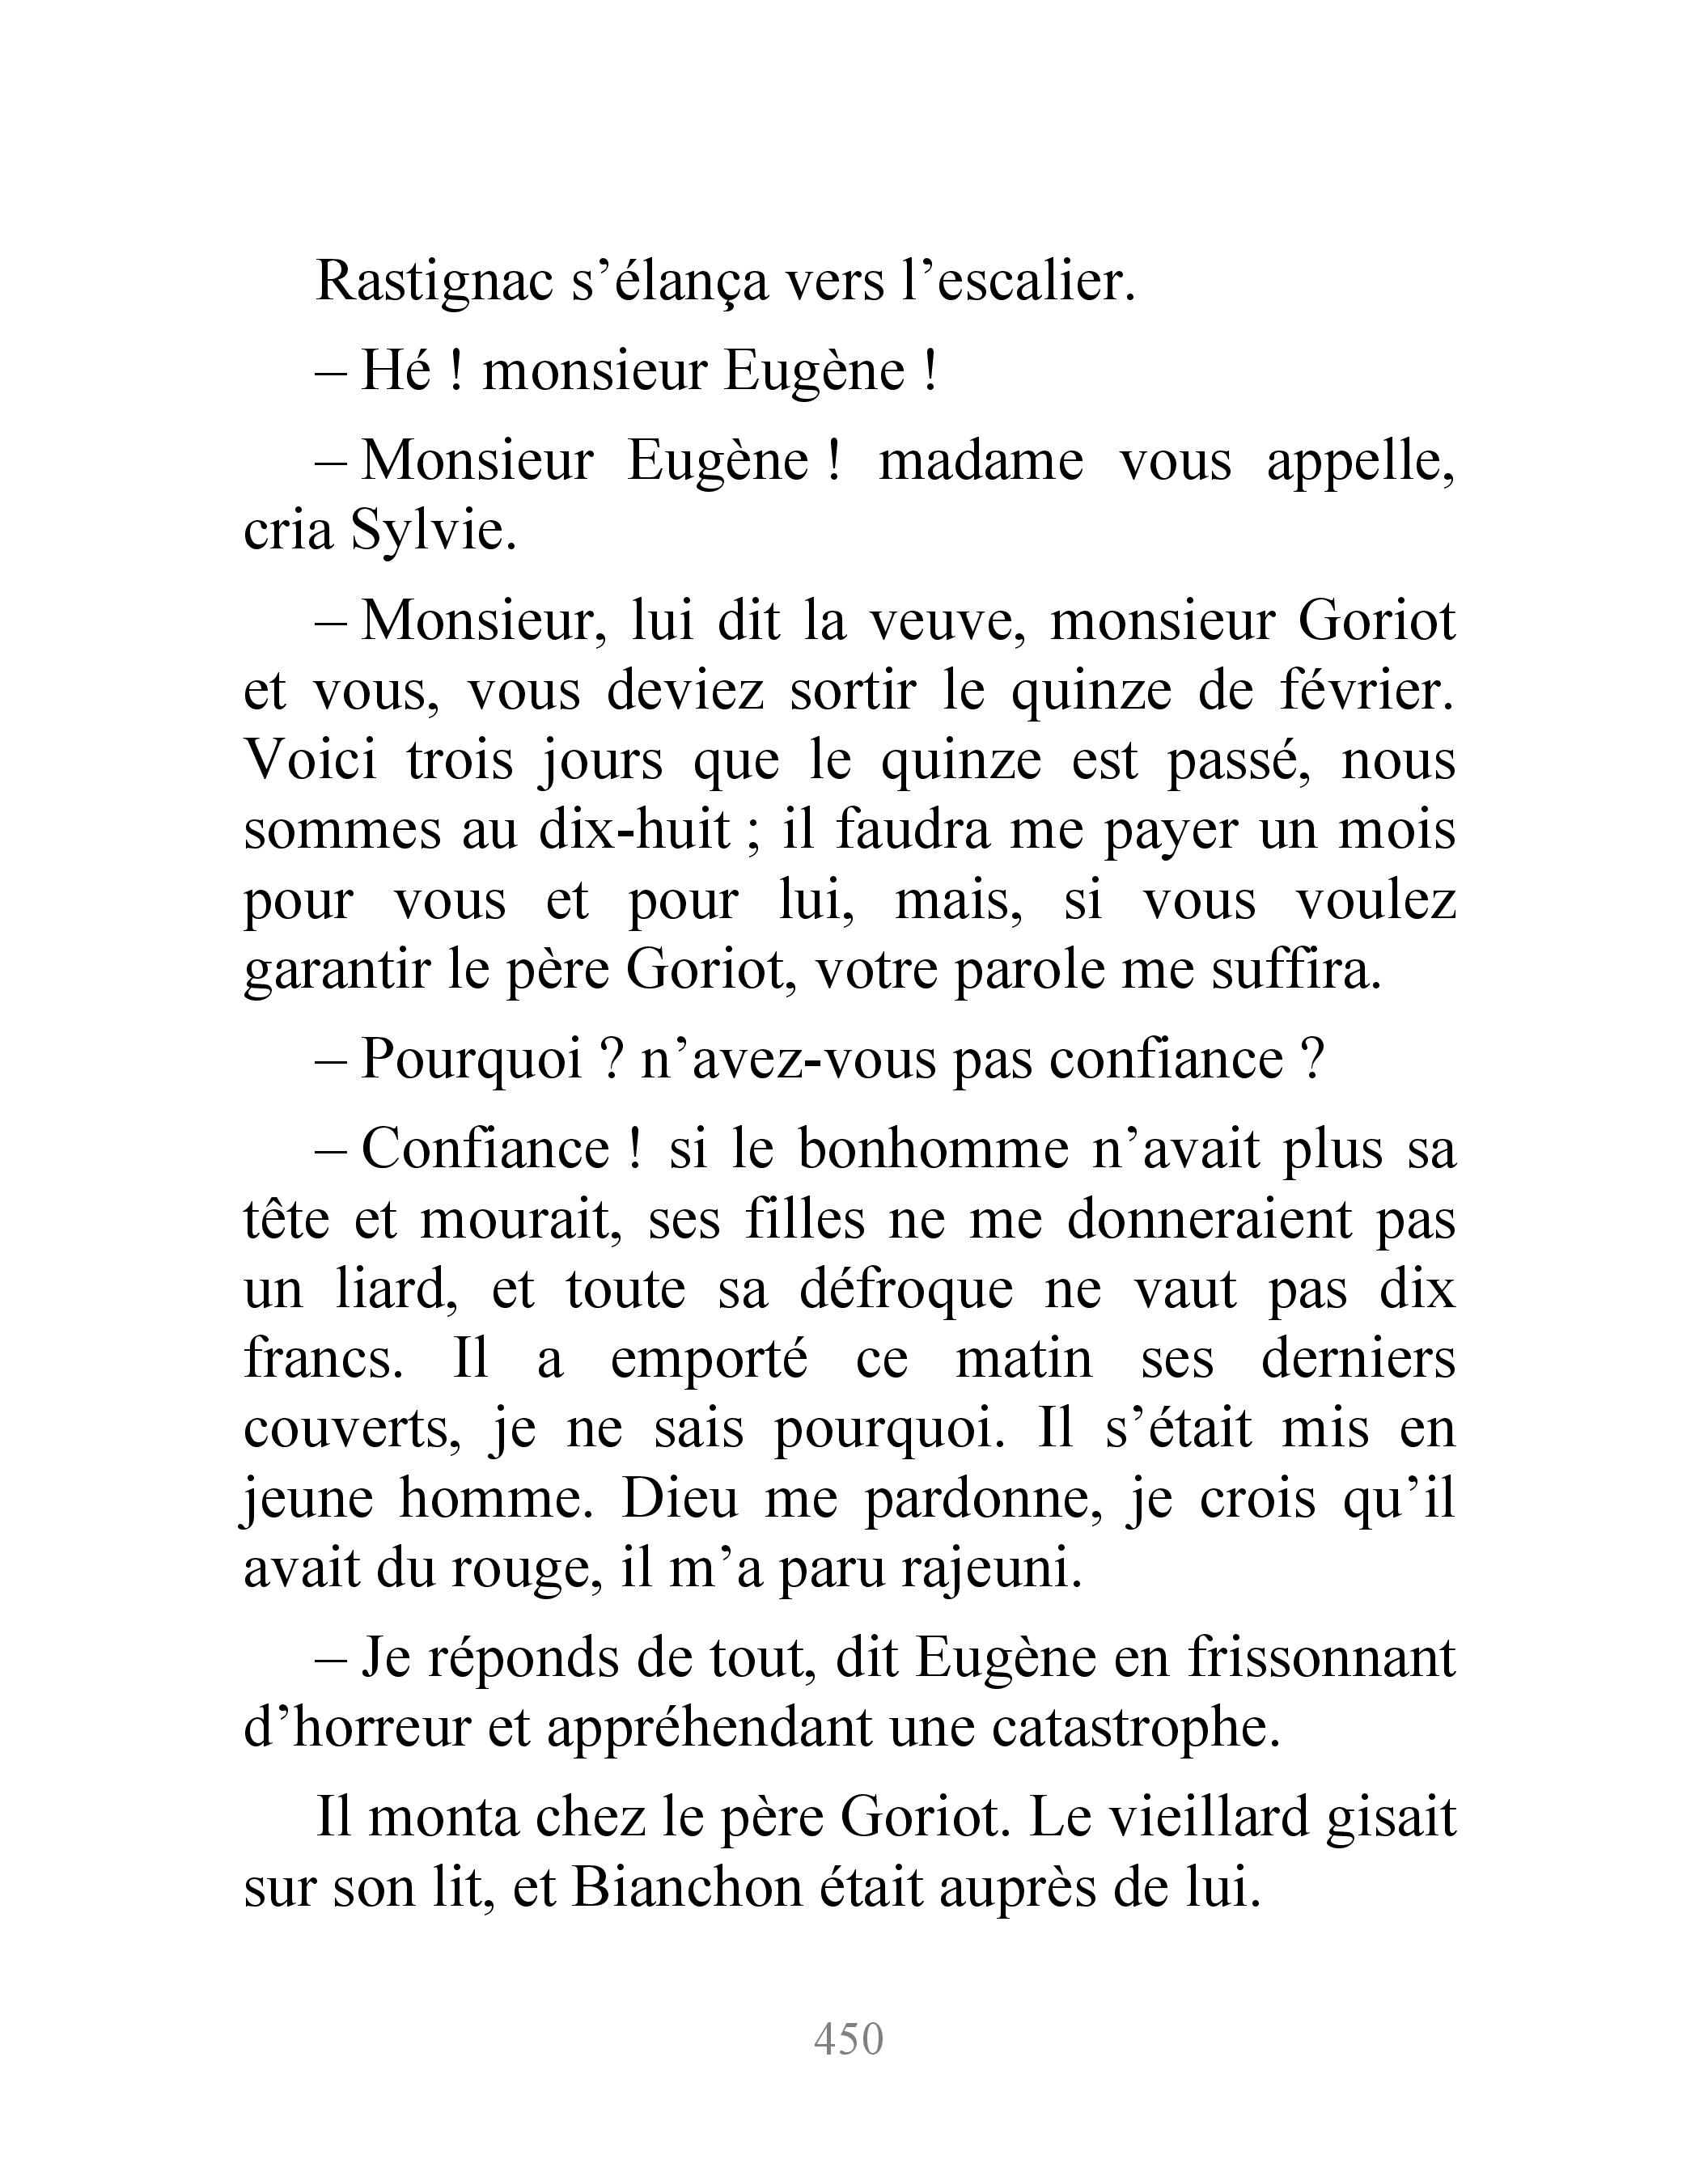 Rastignac s’élança vers l’escalier.
– Hé ! monsieur Eugène !
– Monsieur Eugène ! madame vous appelle,
cria Sylvie.
– Monsieur, lui dit la veuve, monsieur Goriot
et vous, vous deviez sortir le quinze de février.
Voici trois jours que le quinze est passé, nous
sommes au dix-huit ; il faudra me payer un mois
pour vous et pour lui, mais, si vous voulez
garantir le père Goriot, votre parole me suffira.
– Pourquoi ? n’avez-vous pas confiance ?
– Confiance ! si le bonhomme n’avait plus sa
tête et mourait, ses filles ne me donneraient pas
un liard, et toute sa défroque ne vaut pas dix
francs. Il a emporté ce matin ses derniers
couverts, je ne sais pourquoi. Il s’était mis en
jeune homme. Dieu me pardonne, je crois qu’il
avait du rouge, il m’a paru rajeuni.
– Je réponds de tout, dit Eugène en frissonnant
d’horreur et appréhendant une catastrophe.
Il monta chez le père Goriot. Le vieillard gisait
sur son lit, et Bianchon était auprès de lui.
450